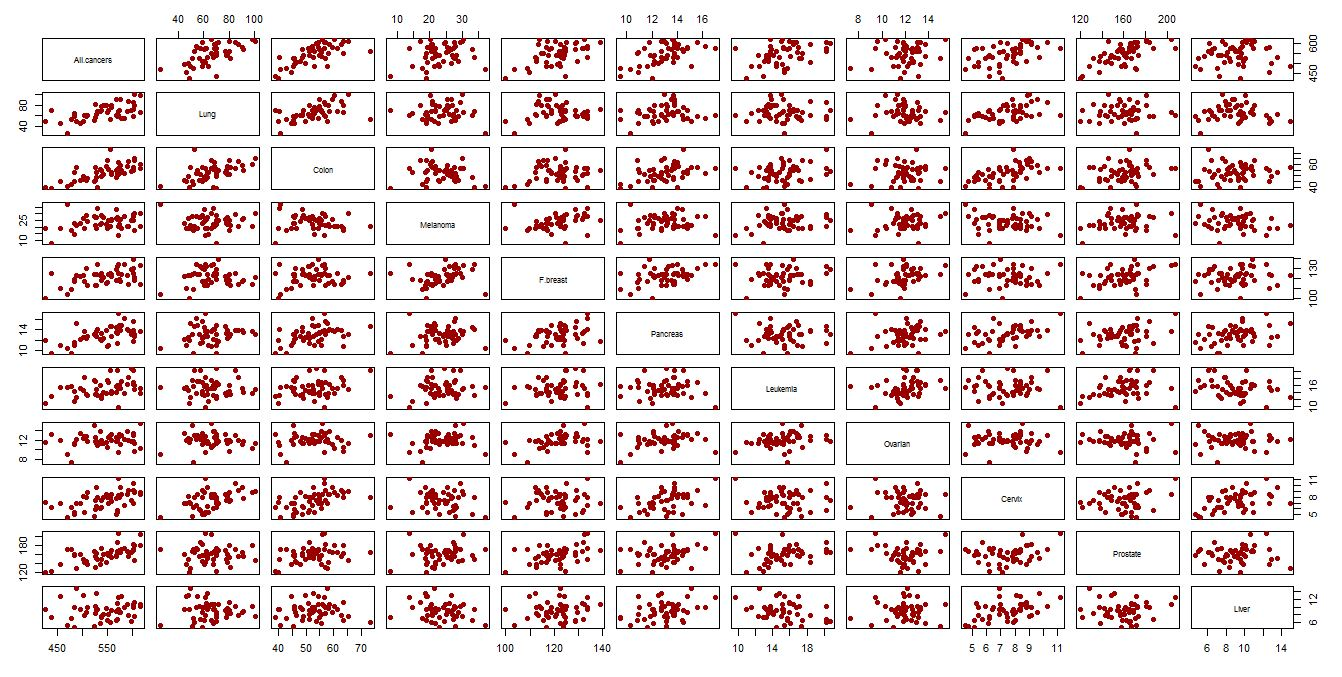 40 60 80 100 10 20 30 10 12 14 16 8 10 12 14 120 160 200
All.cancers 450 600
40 80 Lung
Colon 40 60
10 25 Melanoma
F.breast 100 130
10 14 Pancreas
Leukemia 10 16
8 12 Ovarian
Cervix 5 8 11
120 180 Prostate
Liver 6 12
450 550 40 50 60 70 100 120 140 10 14 18 5 6 7 8 9 11 6 8 10 14